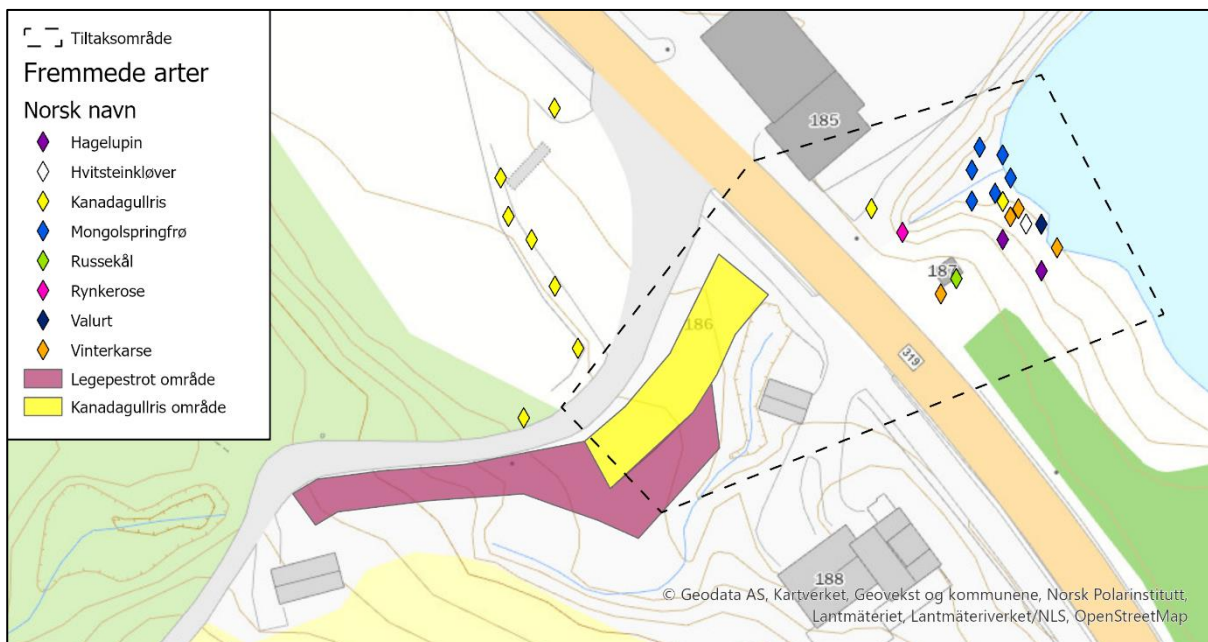 Tiltaksområde
Fremmede arter
Norsk navn
Hagelupin
Hvitsteinkløver
Kanadagullris
Mongolspringfrø
Russekål
Rynkerose
Valurt
Vinterkarse
Legepestrot område
Kanadagullris område
185
187
186
319
188
© Geodata AS, Kartverket, Geovekst og kommunene, Norsk Polarinstitutt,
Lantmäteriet, Lantmäteriverket/NLS, OpenStreetMap